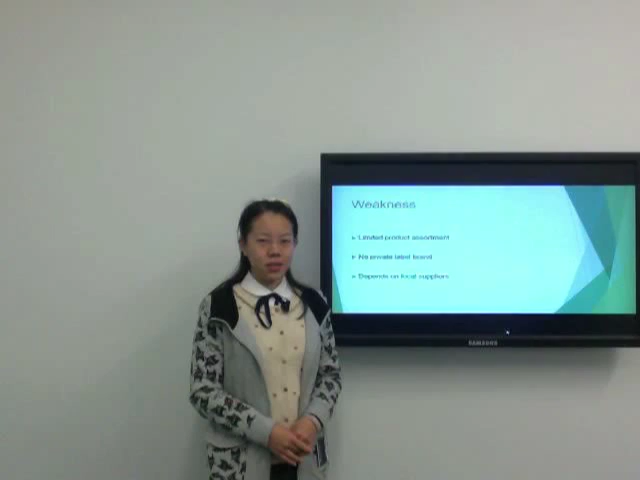 Weakness
Limited product assortment
No private label brand
Depends on local suppliers
SAMSUNG